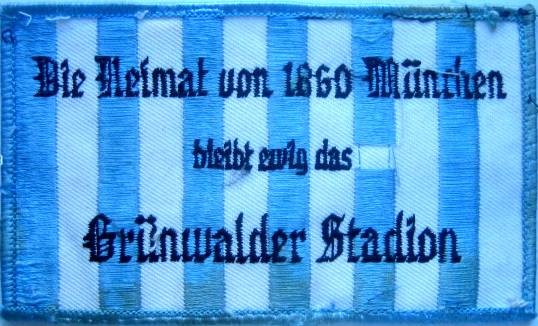 Die Heimat von 1860 München
bleibt ewig das
Grünwalder Stadion